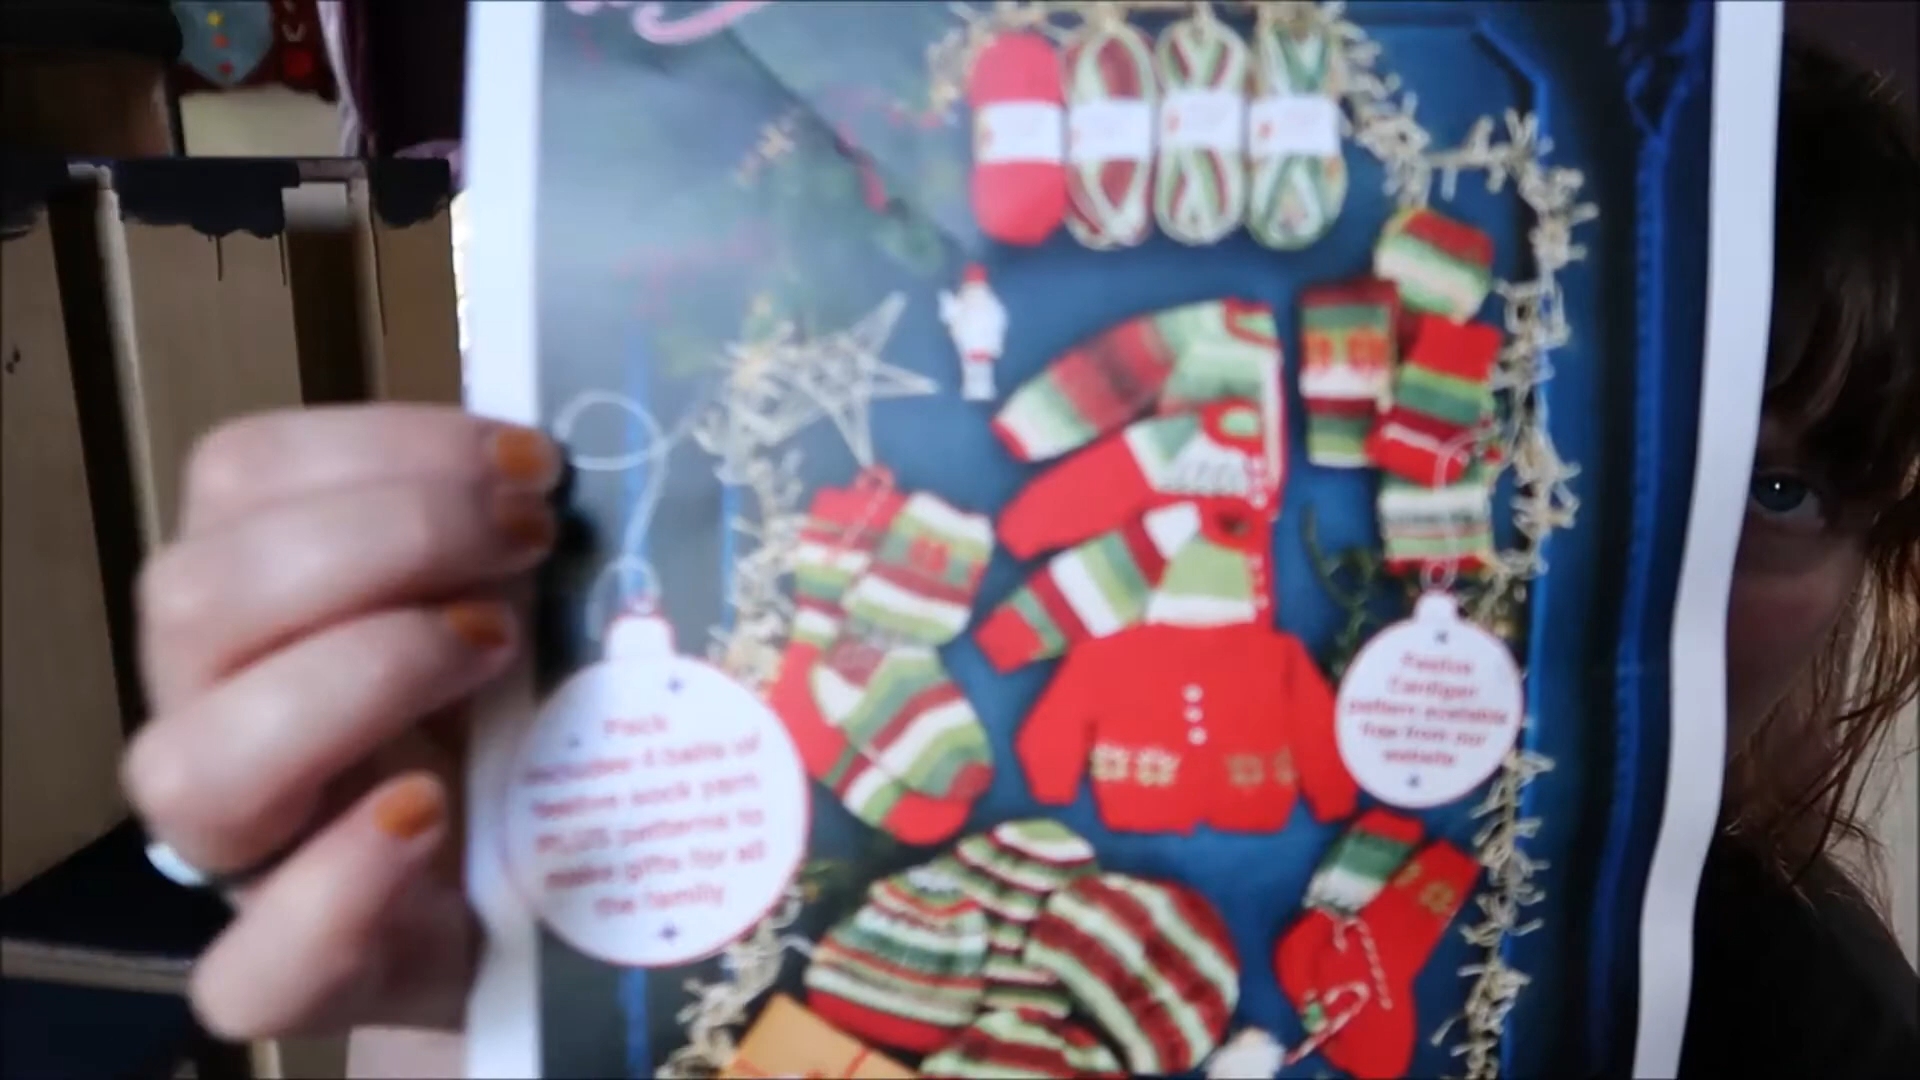 Pack
includes 4 balls of
festive sock yarn
PLUS patterns to
make gifts for all
the family
Festive
Cardigan
pattern available
free from our
website